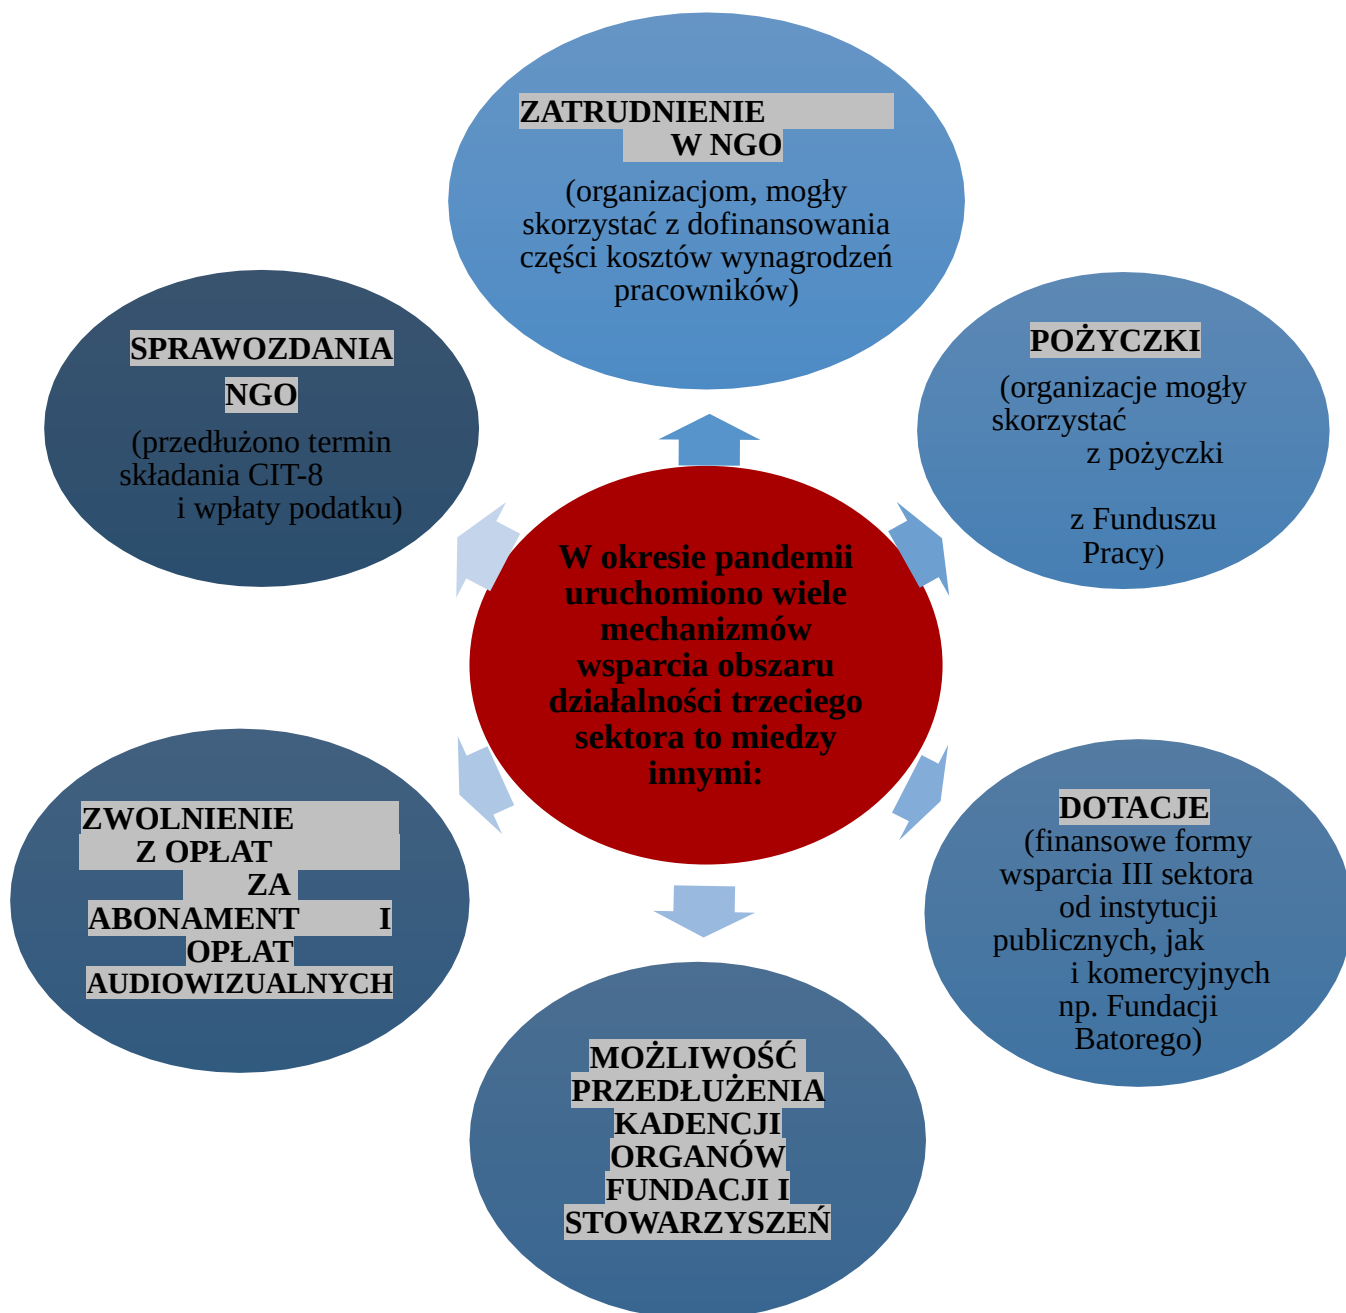 ZATRUDNIENIE
W NGO
(organizacjom, mogły
skorzystać z dofinansowania
części kosztów wynagrodzeń
pracowników)
SPRAWOZDANIA
NGO
(przedłużono termin
składania CIT-8
i wpłaty podatku)
POŻYCZKI
(organizacje mogły
skorzystać
z pożyczki
z Funduszu
Pracy)
W okresie pandemii
uruchomiono wiele
mechanizmów
wsparcia obszaru
działalności trzeciego
sektora to miedzy
innymi:
ZWOLNIENIE
Z OPŁAT
ZA
ABONAMENT I
OPŁAT
AUDIOWIZUALNYCH
DOTACJE
(finansowe formy
wsparcia III sektora
od instytucji
publicznych, jak
i komercyjnych
np. Fundacji
Batorego)
MOŻLIWOŚĆ
PRZEDŁUŻENIA
KADENCJI
ORGANÓW
FUNDACJI I
STOWARZYSZEŃ